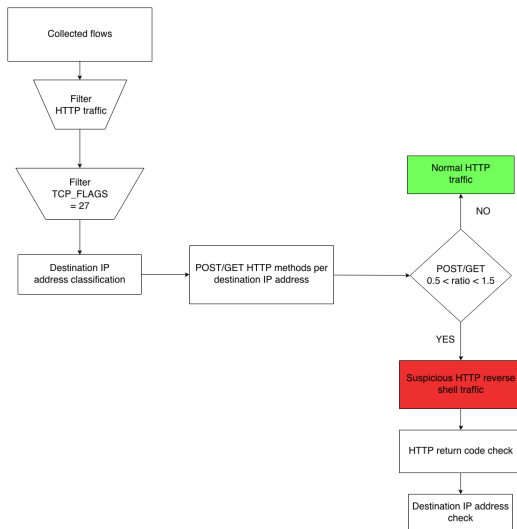 Collected flows
Filter
HTTP traffic
Filter
TCP_FLAGS
= 27
Destination IP
address classification
POST/GET HTTP methods per
destination IP address
POST/GET
0.5 < ratio < 1.5
NO
Normal HTTP
traffic
YES
Suspicious HTTP reverse
shell traffic
HTTP return code check
Destination IP address
check